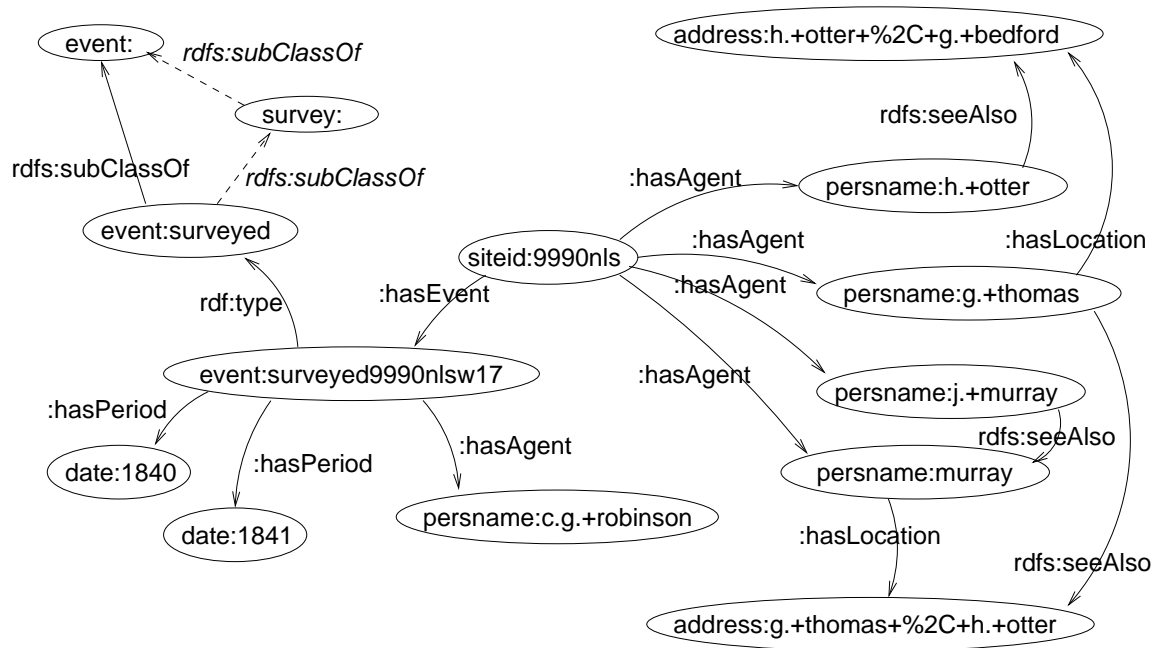 event:
rdfs:subClassOf
address:h.+otter+%2C+g.+bedford
survey:
rdfs:seeAlso
rdfs:subClassOf
rdfs:subClassOf
:hasAgent
persname:h.+otter
event:surveyed
:hasAgent
:hasLocation
siteid:9990nls
:hasAgent
rdf:type
:hasEvent
persname:g.+thomas
event:surveyed9990nlsw17
:hasAgent
persname:j.+murray
:hasPeriod
rdfs:seeAlso
:hasAgent
:hasPeriod
date:1840
persname:murray
persname:c.g.+robinson
date:1841
:hasLocation
rdfs:seeAlso
address:g.+thomas+%2C+h.+otter